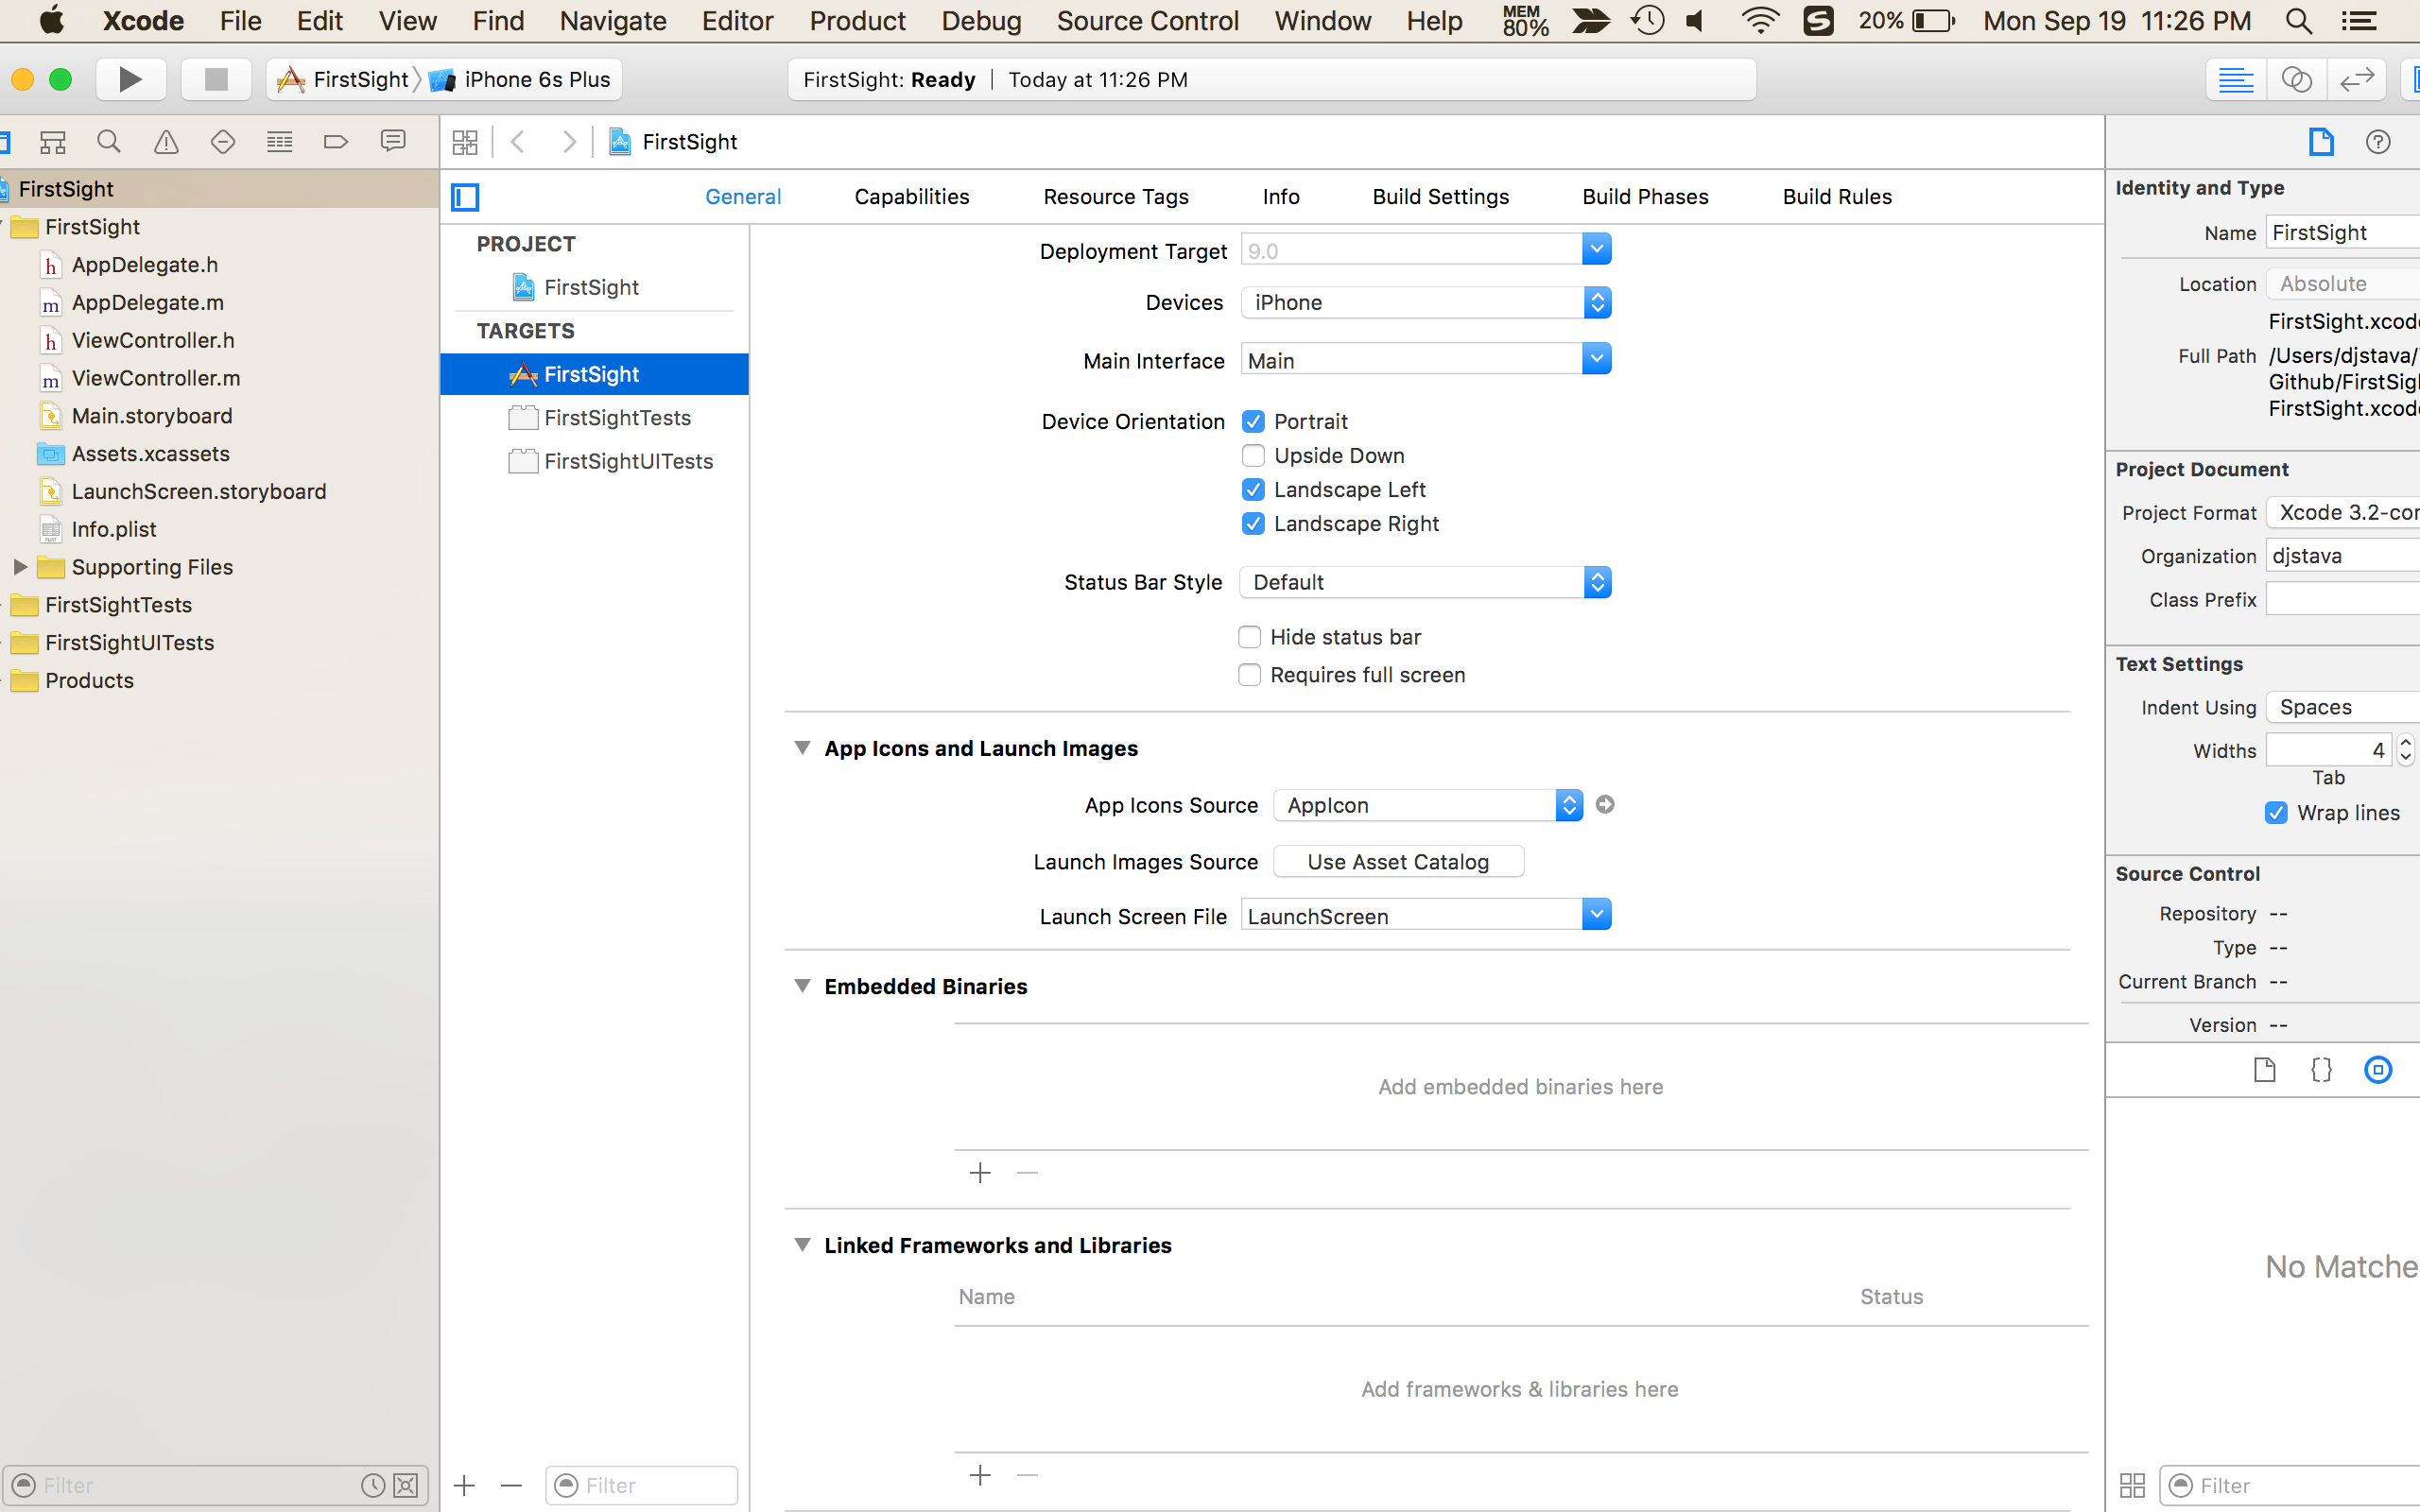 Xcode File Edit View Find Navigate Editor Product Debug Source Control Window Help MEM 80% 20% Mon Sep 19 11:26 PM
FirstSight iPhone 6s Plus FirstSight: Ready | Today at 11:26 PM
FirstSight
FirstSight
FirstSight
AppDelegate.h
AppDelegate.m
ViewController.h
ViewController.m
Main.storyboard
Assets.xcassets
LaunchScreen.storyboard
Info.plist
Supporting Files
FirstSightTests
FirstSightUITests
Products
Filter
General Capabilities Resource Tags Info Build Settings Build Phases Build Rules
PROJECT
FirstSight
TARGETS
FirstSight
FirstSightTests
FirstSightUITests
Filter
Deployment Target 9.0
Devices iPhone
Main Interface Main
Device Orientation Portrait
Upside Down
Landscape Left
Landscape Right
Status Bar Style Default
Hide status bar
Requires full screen
App Icons and Launch Images
App Icons Source AppIcon
Launch Images Source Use Asset Catalog
Launch Screen File LaunchScreen
Embedded Binaries
Add embedded binaries here
Linked Frameworks and Libraries
Name Status
Add frameworks & libraries here
Identity and Type
Name FirstSight
Location Absolute
FirstSight.xcod
Full Path /Users/djstava/
Github/FirstSig
FirstSight.xcod
Project Document
Project Format Xcode 3.2-co
Organization djstava
Class Prefix
Text Settings
Indent Using Spaces
Widths 4
Tab
Wrap lines
Source Control
Repository --
Type --
Current Branch --
Version --
No Matche
Filter